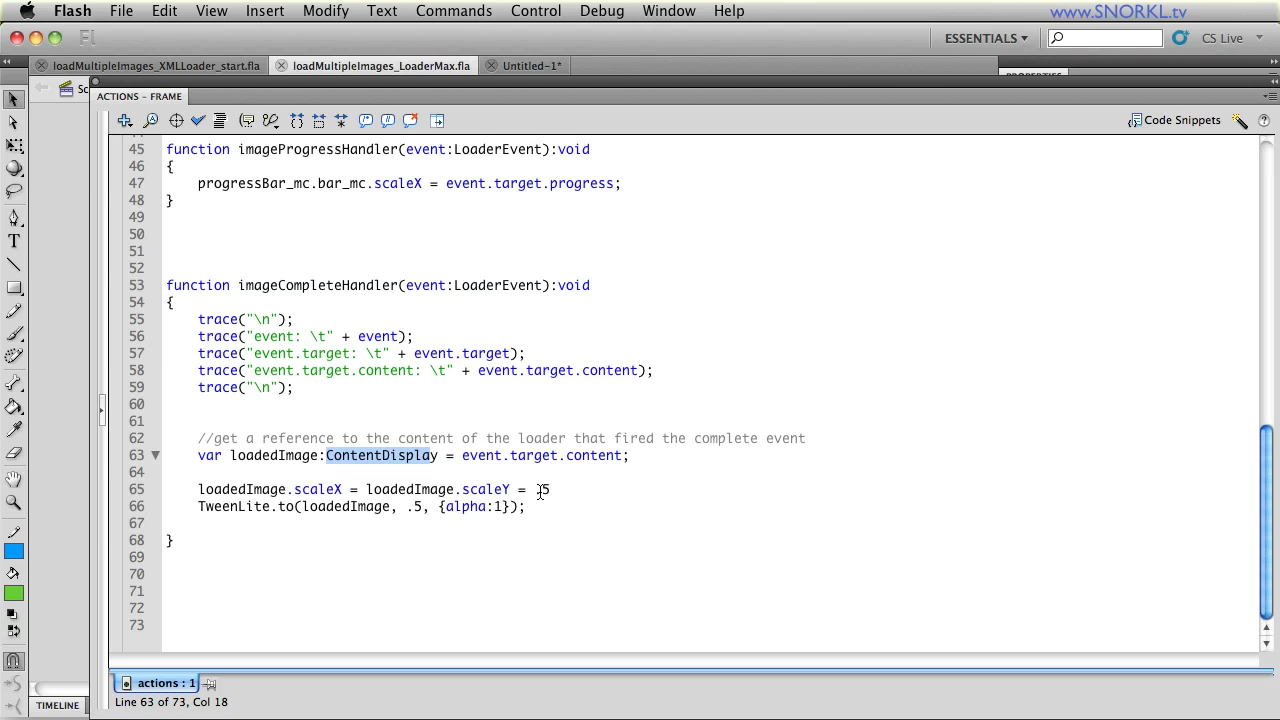 Flash File Edit View Insert Modify Text Commands Control Debug Window Help
www.SNORKL.tv
Fl ESSENTIALS CS Live
loadMultipleImages_XMLLoader_start.fla loadMultipleImages_LoaderMax.fla Untitled-1*
PROPERTIES
Sc
ACTIONS - FRAME
Code Snippets
45 function imageProgressHandler(event:LoaderEvent):void
46 {
47 progressBar_mc.bar_mc.scaleX = event.target.progress;
48 }
49
50
51
52
53 function imageCompleteHandler(event:LoaderEvent):void
54 {
55 trace("\n");
56 trace("event: \t" + event);
57 trace("event.target: \t" + event.target);
58 trace("event.target.content: \t" + event.target.content);
59 trace("\n");
60
61
62 //get a reference to the content of the loader that fired the complete event
63 var loadedImage:ContentDisplay = event.target.content;
64
65 loadedImage.scaleX = loadedImage.scaleY = .5
66 TweenLite.to(loadedImage, .5, {alpha:1});
67
68 }
69
70
71
72
73
actions : 1
TIMELINE
Line 63 of 73, Col 18